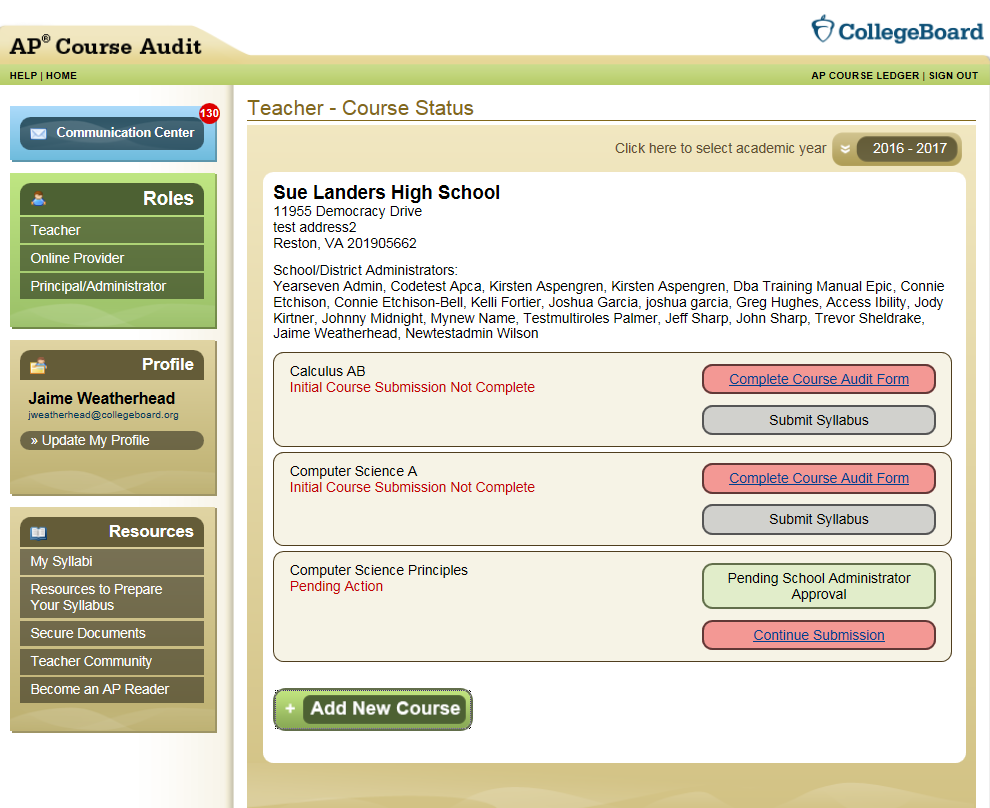 AP® Course Audit
CollegeBoard
HELP | HOME
AP COURSE LEDGER | SIGN OUT
130
Communication Center
Roles
Teacher
Online Provider
Principal/Administrator
Profile
Jaime Weatherhead
jweatherhead@collegeboard.org
» Update My Profile
Resources
My Syllabi
Resources to Prepare
Your Syllabus
Secure Documents
Teacher Community
Become an AP Reader
Teacher - Course Status
Click here to select academic year
2016 - 2017
Sue Landers High School
11955 Democracy Drive
test address2
Reston, VA 201905662
School/District Administrators:
Yearseven Admin, Codetest Apca, Kirsten Aspengren, Kirsten Aspengren, Dba Training Manual Epic, Connie
Etchison, Connie Etchison-Bell, Kelli Fortier, Joshua Garcia, joshua garcia, Greg Hughes, Access Ibility, Jody
Kirtner, Johnny Midnight, Mynew Name, Testmultiroles Palmer, Jeff Sharp, John Sharp, Trevor Sheldrake,
Jaime Weatherhead, Newtestadmin Wilson
Calculus AB
Initial Course Submission Not Complete
Complete Course Audit Form
Submit Syllabus
Computer Science A
Initial Course Submission Not Complete
Complete Course Audit Form
Submit Syllabus
Computer Science Principles
Pending Action
Pending School Administrator
Approval
Continue Submission
+ Add New Course